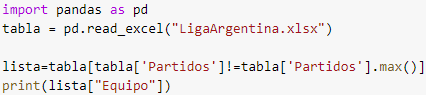 import pandas as pd
tabla = pd.read_excel("LigaArgentina.xlsx")
lista=tabla[tabla['Partidos']!=tabla['Partidos'].max()]
print(lista["Equipo"])